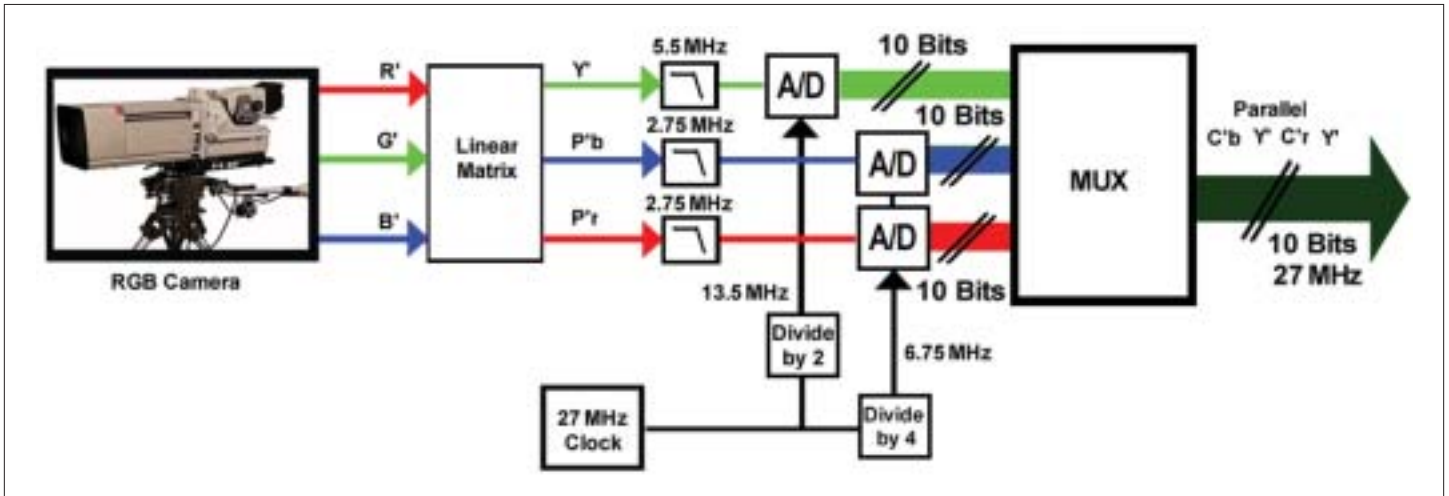 R'
G'
B'
RGB Camera
Linear
Matrix
Y'
P'b
P'r
5.5 MHz
2.75 MHz
2.75 MHz
A/D
A/D
A/D
10 Bits
10 Bits
10 Bits
MUX
Parallel
C'b Y' C'r Y'
10 Bits
27 MHz
13.5 MHz
6.75 MHz
Divide
by 2
Divide
by 4
27 MHz
Clock